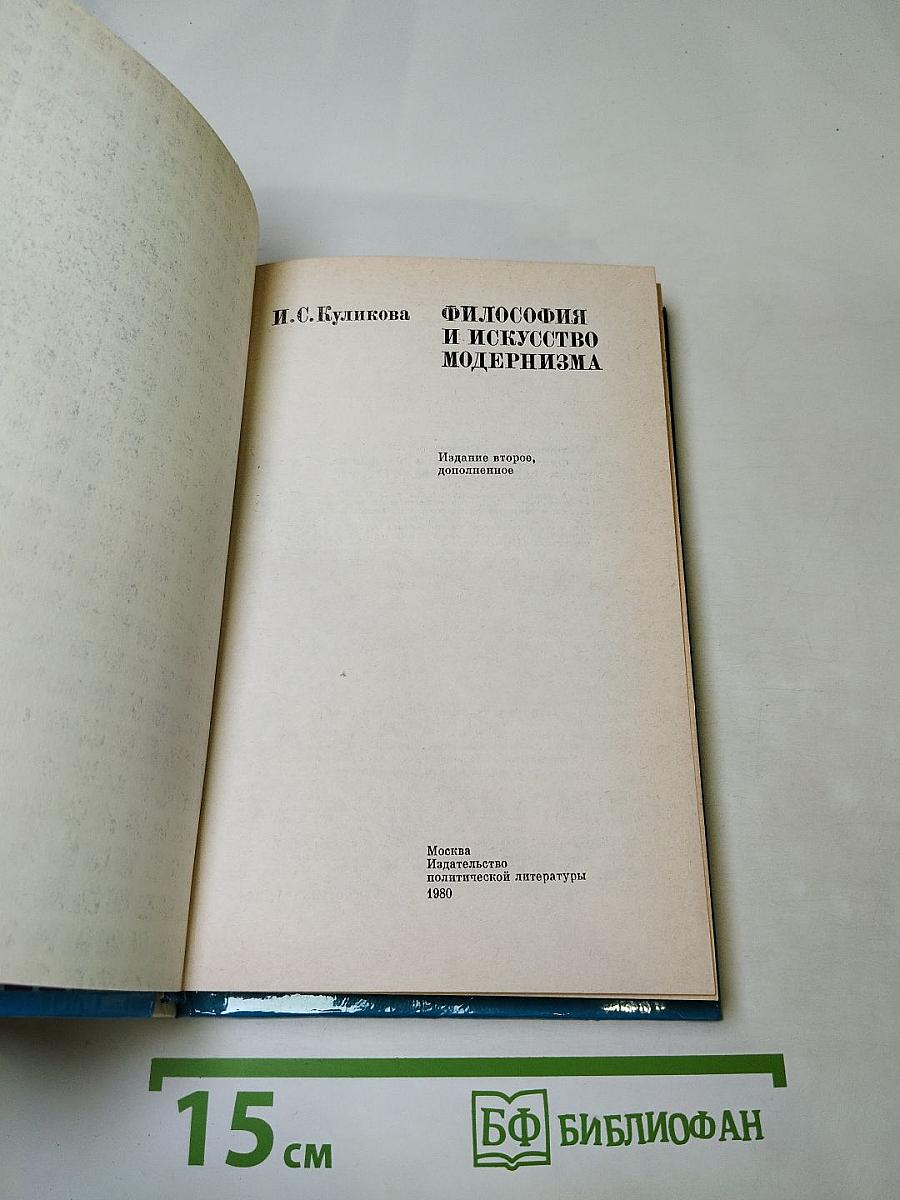 И.С.Куликова
ФИЛОСОФИЯ
И ИСКУССТВО
МОДЕРНИЗМА
Издание второе,
дополненное
Москва
Издательство
политической литературы
1980
15 см
БФ БИБЛИОФАН